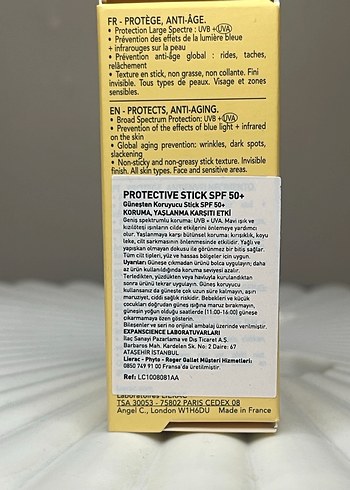 FR - PROTÈGE, ANTI-ÂGE.
• Protection Large Spectre : UVB + UVA
• Prévention des effets de la lumière bleue
+ infrarouges sur la peau
• Prévention anti-âge global : rides, taches,
relâchement
• Texture en stick, non grasse, non collante. Fini
invisible. Tous types de peaux. Visage et zones
sensibles.
EN - PROTECTS, ANTI-AGING.
• Broad Spectrum Protection: UVB + UVA
• Prevention of the effects of blue light + infrared
on the skin
• Global aging prevention: wrinkles, dark spots,
slackening
• Non-sticky and non-greasy stick texture. Invisible
finish. All skin types. Face and sensitive areas.
PROTECTIVE STICK SPF 50+
Güneşten Koruyucu Stick SPF 50+
KORUMA, YAŞLANMA KARŞITI ETKİ
Geniş spektrumlu koruma: UVB + UVA. Mavi ışık ve
kızılötesi ışınların cilde etkilerini önlemeye yardımcı
olur. Yaşlanmaya karşı bütünsel koruma: kırışıklık, koyu
leke, cilt sarkmasının önlenmesinde etkilidir. Yağlı ve
yapışkan olmayan dokusu ile görünmez bir bitiş sağlar.
Tüm cilt tipleri, yüz ve hassas bölgeler için uygun.
Uyarılar: Güneşe çıkmadan önce bolca uygulayın; daha
az ürün kullanıldığında koruma seviyesi azalır.
Terledikten, yüzdükten veya havluyla kurulandıktan
sonra ürünü tekrar uygulayın. Güneş koruyucu
kullansanız da güneşte çok uzun süre kalmayın, aşırı
maruziyet, ciddi sağlık riskidir. Bebekleri ve küçük
çocukları doğrudan güneş ışığına maruz bırakmayın,
güneşin yoğun olduğu saatlerde (11.00-16.00) güneşe
çıkarmamaya özen gösterin.
Bileşenler ve seri no orijinal ambalaj üzerinde verilmiştir.
EXPANSCIENCE LABORATUVARLARI
İlaç Sanayi Pazarlama ve Dış Ticaret A.Ş.
Barbaros Mah. Kardelen Sk. No: 2 Daire: 67
ATAŞEHİR İSTANBUL
Lierac - Phyto - Roger Gallet Müşteri Hizmetleri:
0850 749 91 00 Fransa'da üretilmiştir.
Ref: LC1008081AA
Laboratoires LIERAC
TSA 30053 - 75802 PARIS CEDEX 08
Angel C., London W1H6DU Made in France